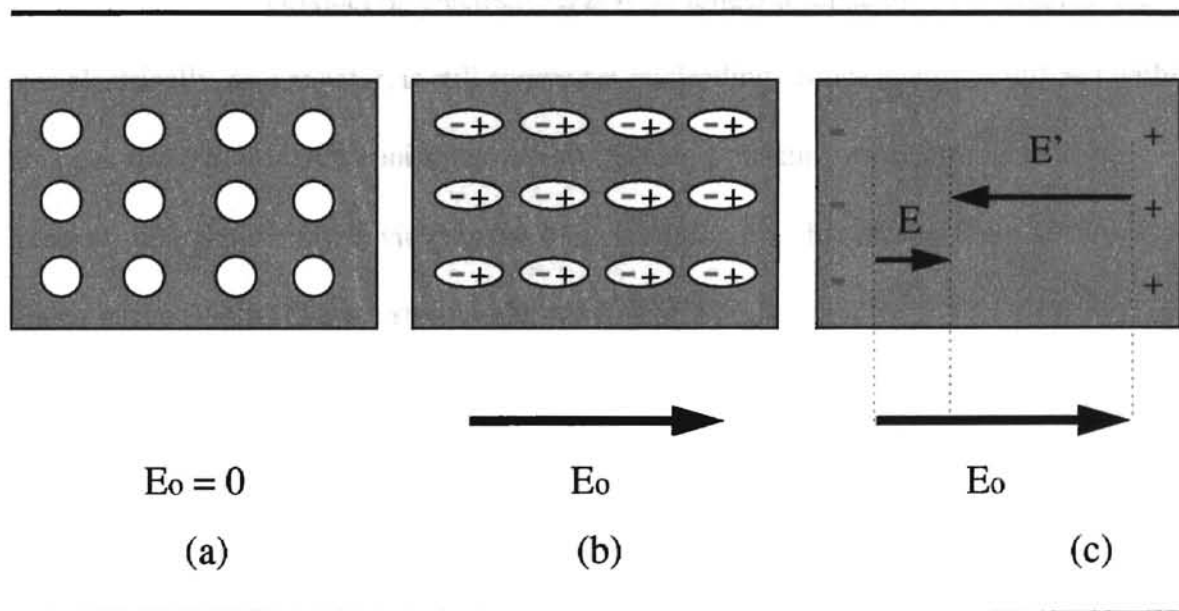 - + - + - + - +
- + - + - + - +
- + - + - + - +
- +
E'
- +
E
- +
E₀ = 0 E₀ E₀
(a) (b) (c)